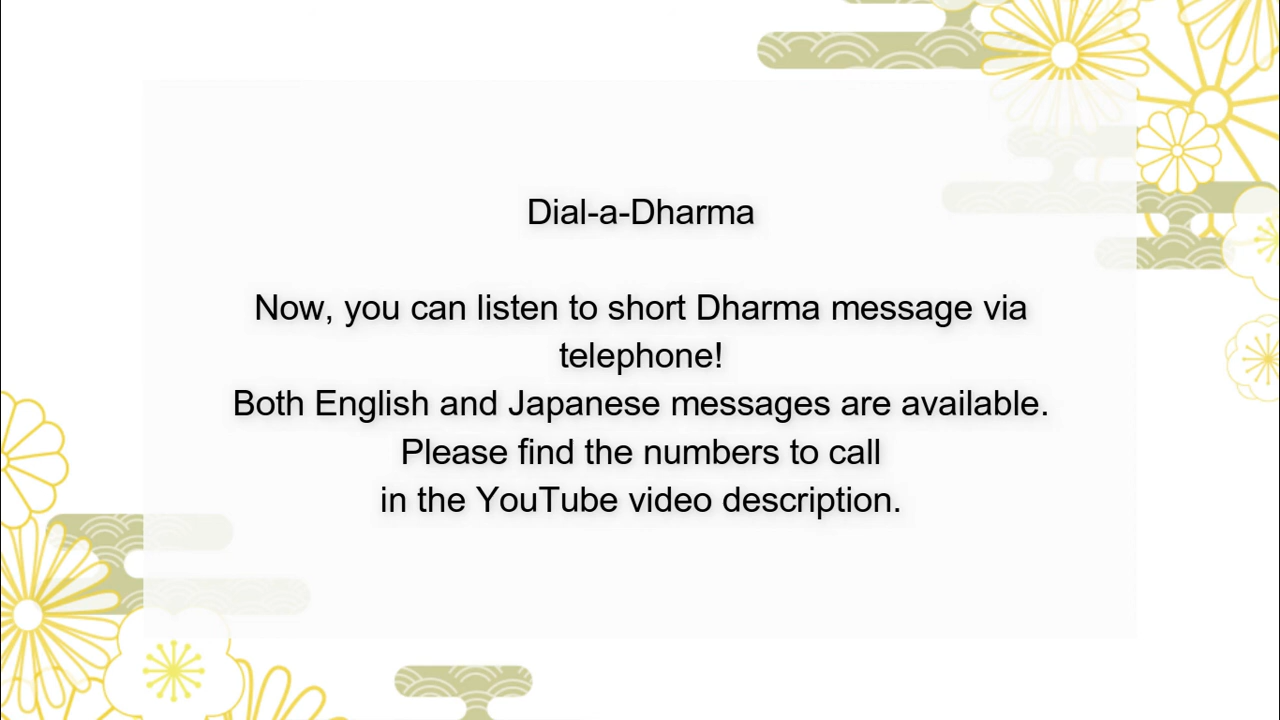 Dial-a-Dharma
Now, you can listen to short Dharma message via
telephone!
Both English and Japanese messages are available.
Please find the numbers to call
in the YouTube video description.